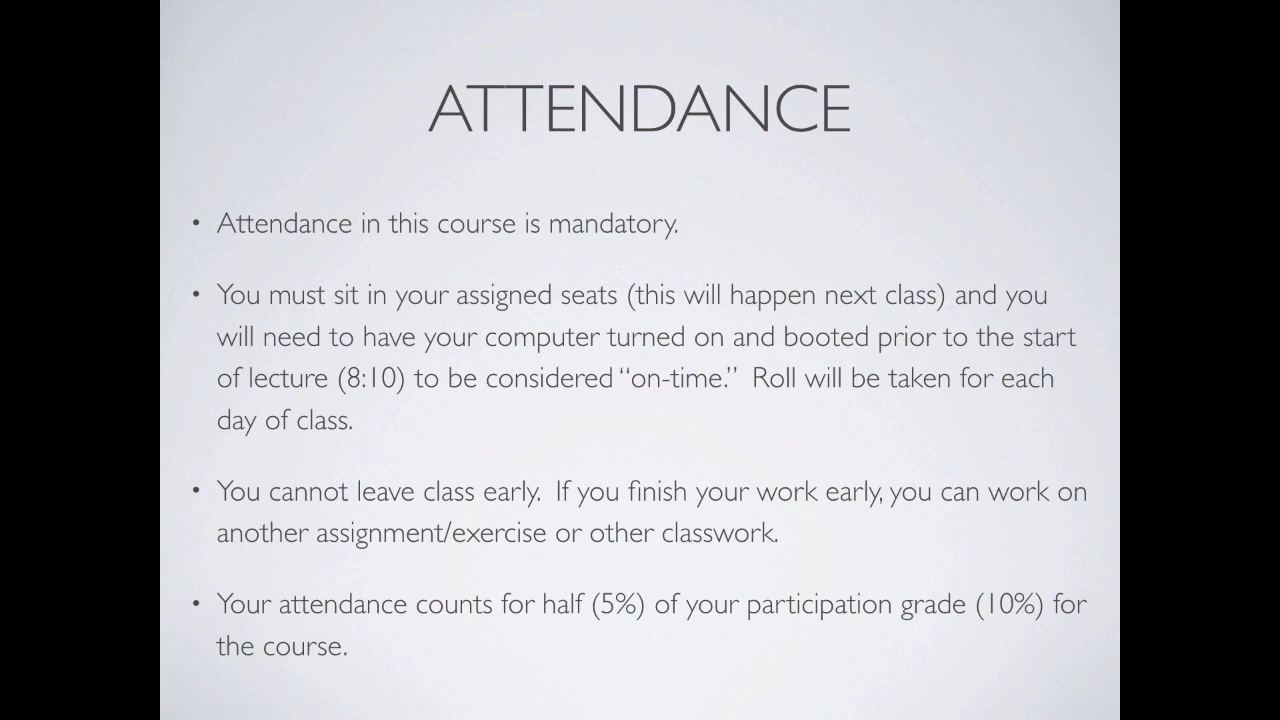 ATTENDANCE
• Attendance in this course is mandatory.
• You must sit in your assigned seats (this will happen next class) and you
will need to have your computer turned on and booted prior to the start
of lecture (8:10) to be considered “on-time.”  Roll will be taken for each
day of class.
• You cannot leave class early.  If you finish your work early, you can work on
another assignment/exercise or other classwork.
• Your attendance counts for half (5%) of your participation grade (10%) for
the course.